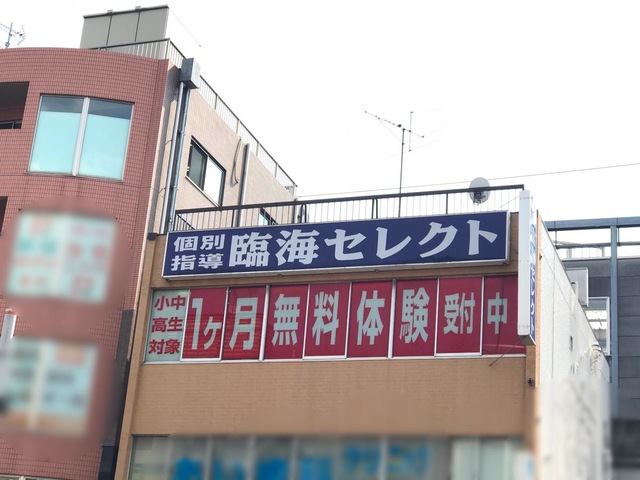 個別指導 臨海セレクト
小中高生対象 1ヶ月無料体験受付中